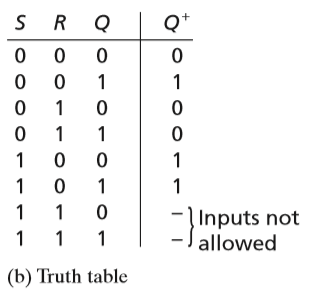 S R Q Q⁺
0 0 0 0
0 0 1 1
0 1 0 0
0 1 1 0
1 0 0 1
1 0 1 1
1 1 0 – Inputs not
1 1 1 – allowed
(b) Truth table